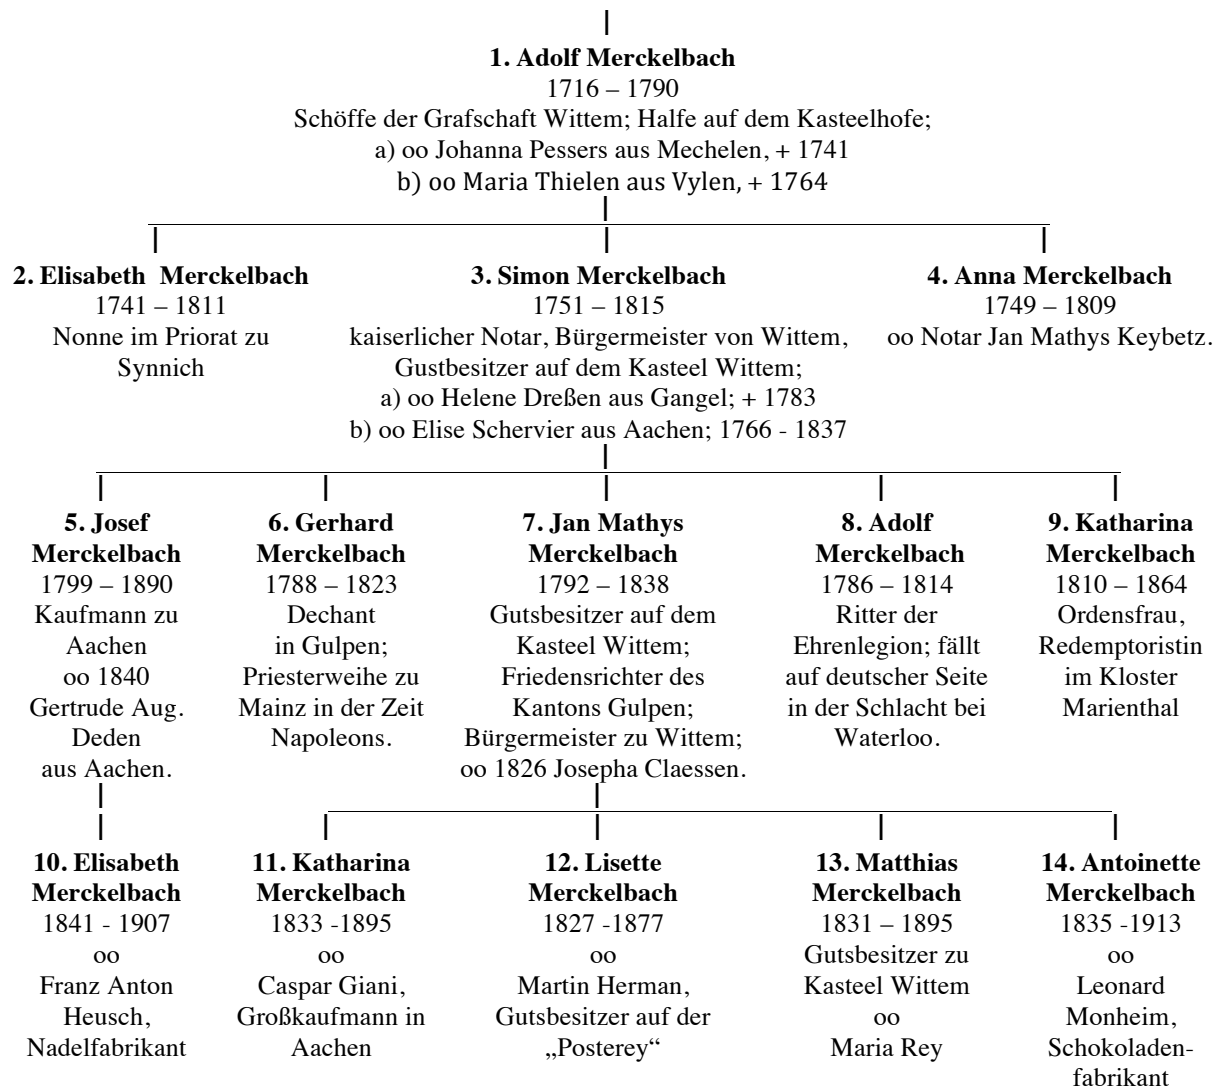 1. Adolf Merckelbach
1716 – 1790
Schöffe der Grafschaft Wittem; Halfe auf dem Kasteelhofe;
a) oo Johanna Pessers aus Mechelen, + 1741
b) oo Maria Thielen aus Vylen, + 1764
2. Elisabeth Merckelbach
1741 – 1811
Nonne im Priorat zu
Synnich
3. Simon Merckelbach
1751 – 1815
kaiserlicher Notar, Bürgermeister von Wittem,
Gustbesitzer auf dem Kasteel Wittem;
a) oo Helene Dreßen aus Gangel; + 1783
b) oo Elise Schervier aus Aachen; 1766 - 1837
4. Anna Merckelbach
1749 – 1809
oo Notar Jan Mathys Keybetz.
5. Josef
Merckelbach
1799 – 1890
Kaufmann zu
Aachen
oo 1840
Gertrude Aug.
Deden
aus Aachen.
6. Gerhard
Merckelbach
1788 – 1823
Dechant
in Gulpen;
Priesterweihe zu
Mainz in der Zeit
Napoleons.
7. Jan Mathys
Merckelbach
1792 – 1838
Gutsbesitzer auf dem
Kasteel Wittem;
Friedensrichter des
Kantons Gulpen;
Bürgermeister zu Wittem;
oo 1826 Josepha Claessen.
8. Adolf
Merckelbach
1786 – 1814
Ritter der
Ehrenlegion; fällt
auf deutscher Seite
in der Schlacht bei
Waterloo.
9. Katharina
Merckelbach
1810 – 1864
Ordensfrau,
Redemptoristin
im Kloster
Marienthal
10. Elisabeth
Merckelbach
1841 - 1907
oo
Franz Anton
Heusch,
Nadelfabrikant
11. Katharina
Merckelbach
1833 -1895
oo
Caspar Giani,
Großkaufmann in
Aachen
12. Lisette
Merckelbach
1827 -1877
oo
Martin Herman,
Gutsbesitzer auf der
„Posterey“
13. Matthias
Merckelbach
1831 – 1895
Gutsbesitzer zu
Kasteel Wittem
oo
Maria Rey
14. Antoinette
Merckelbach
1835 -1913
oo
Leonard
Monheim,
Schokoladen-
fabrikant